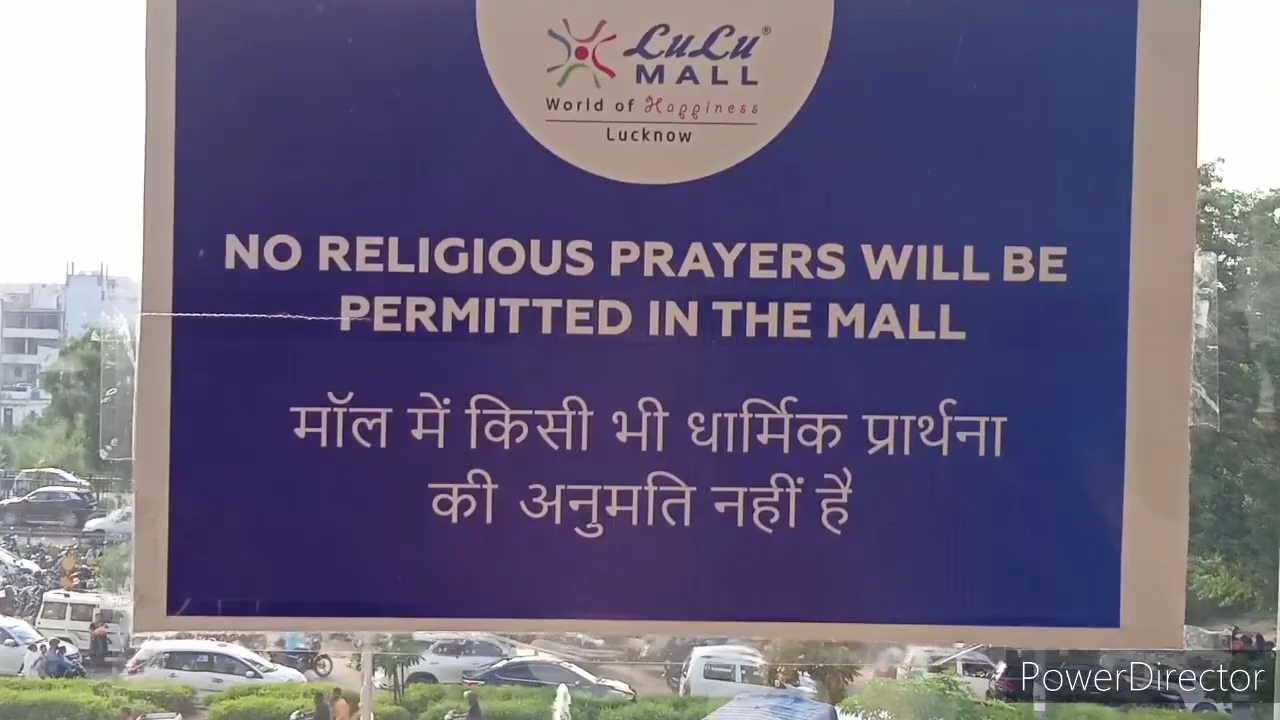 LuLu®
MALL
World of Happiness
Lucknow
NO RELIGIOUS PRAYERS WILL BE
PERMITTED IN THE MALL
मॉल में किसी भी धार्मिक प्रार्थना
की अनुमति नहीं है
PowerDirector